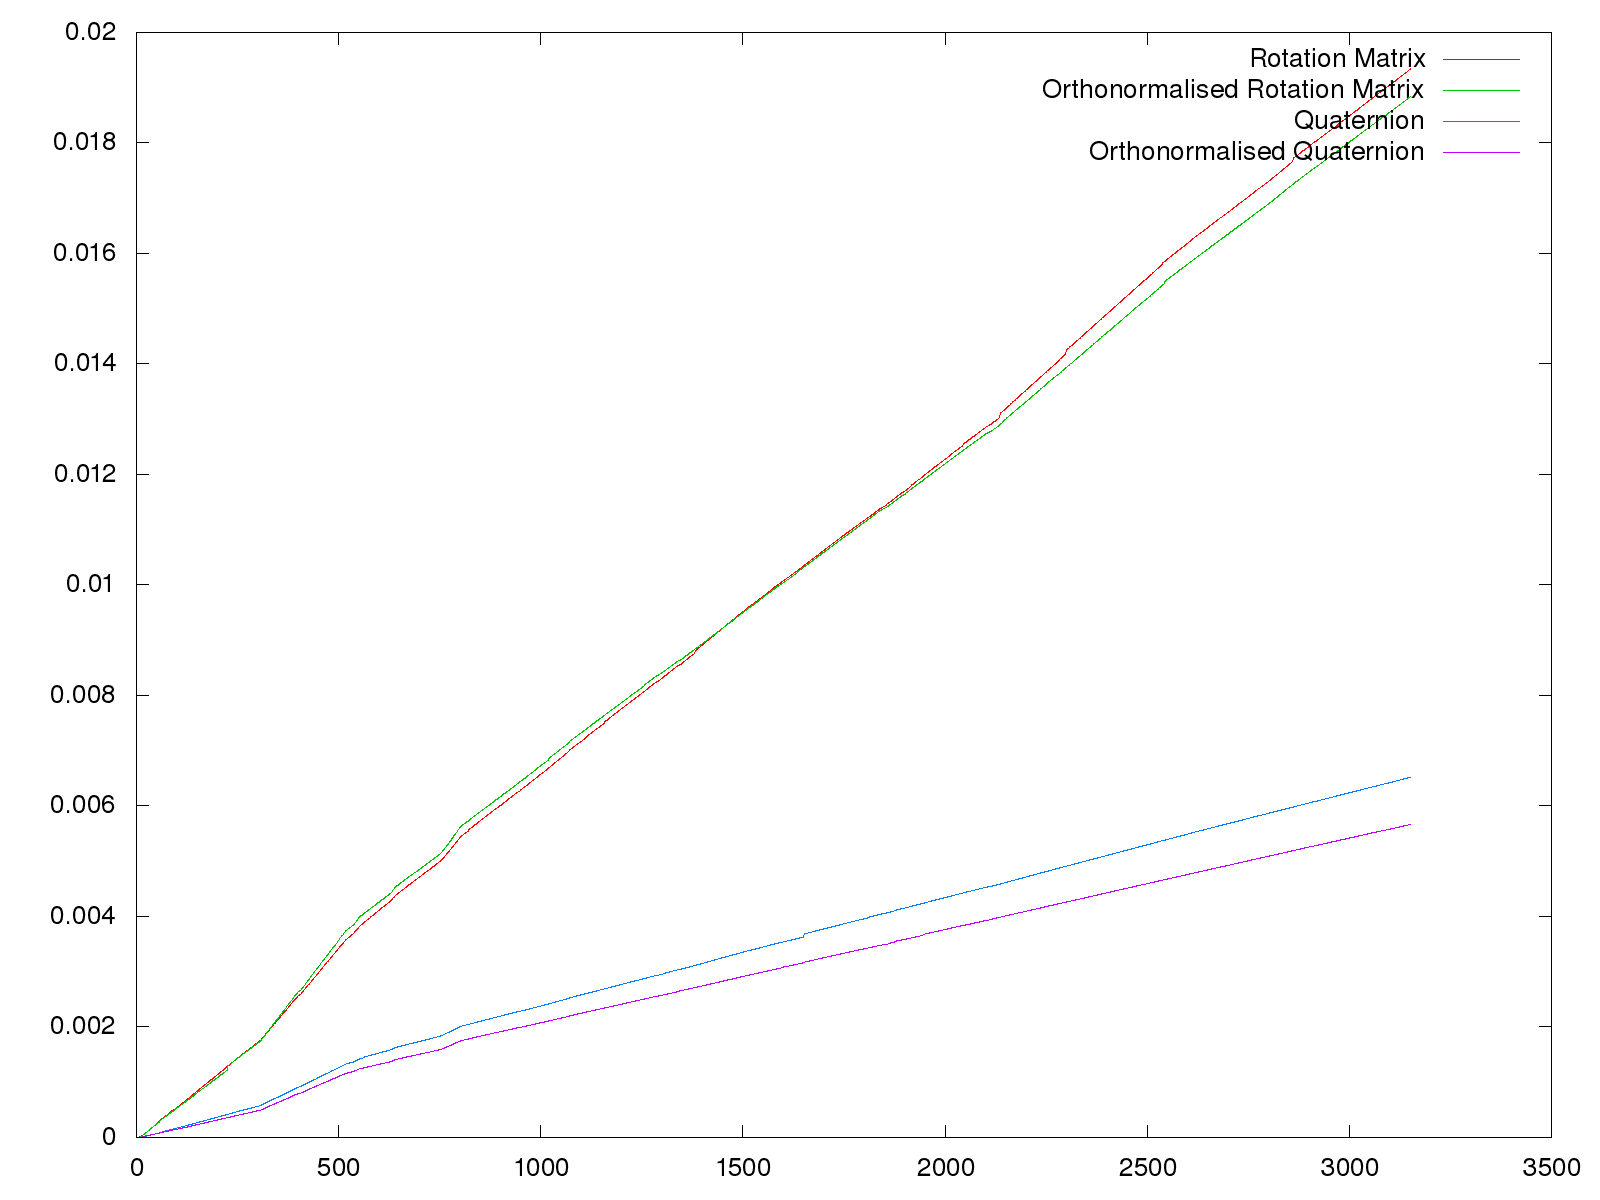 0.02
0.018
0.016
0.014
0.012
0.01
0.008
0.006
0.004
0.002
0
0 500 1000 1500 2000 2500 3000 3500
Rotation Matrix
Orthonormalised Rotation Matrix
Quaternion
Orthonormalised Quaternion